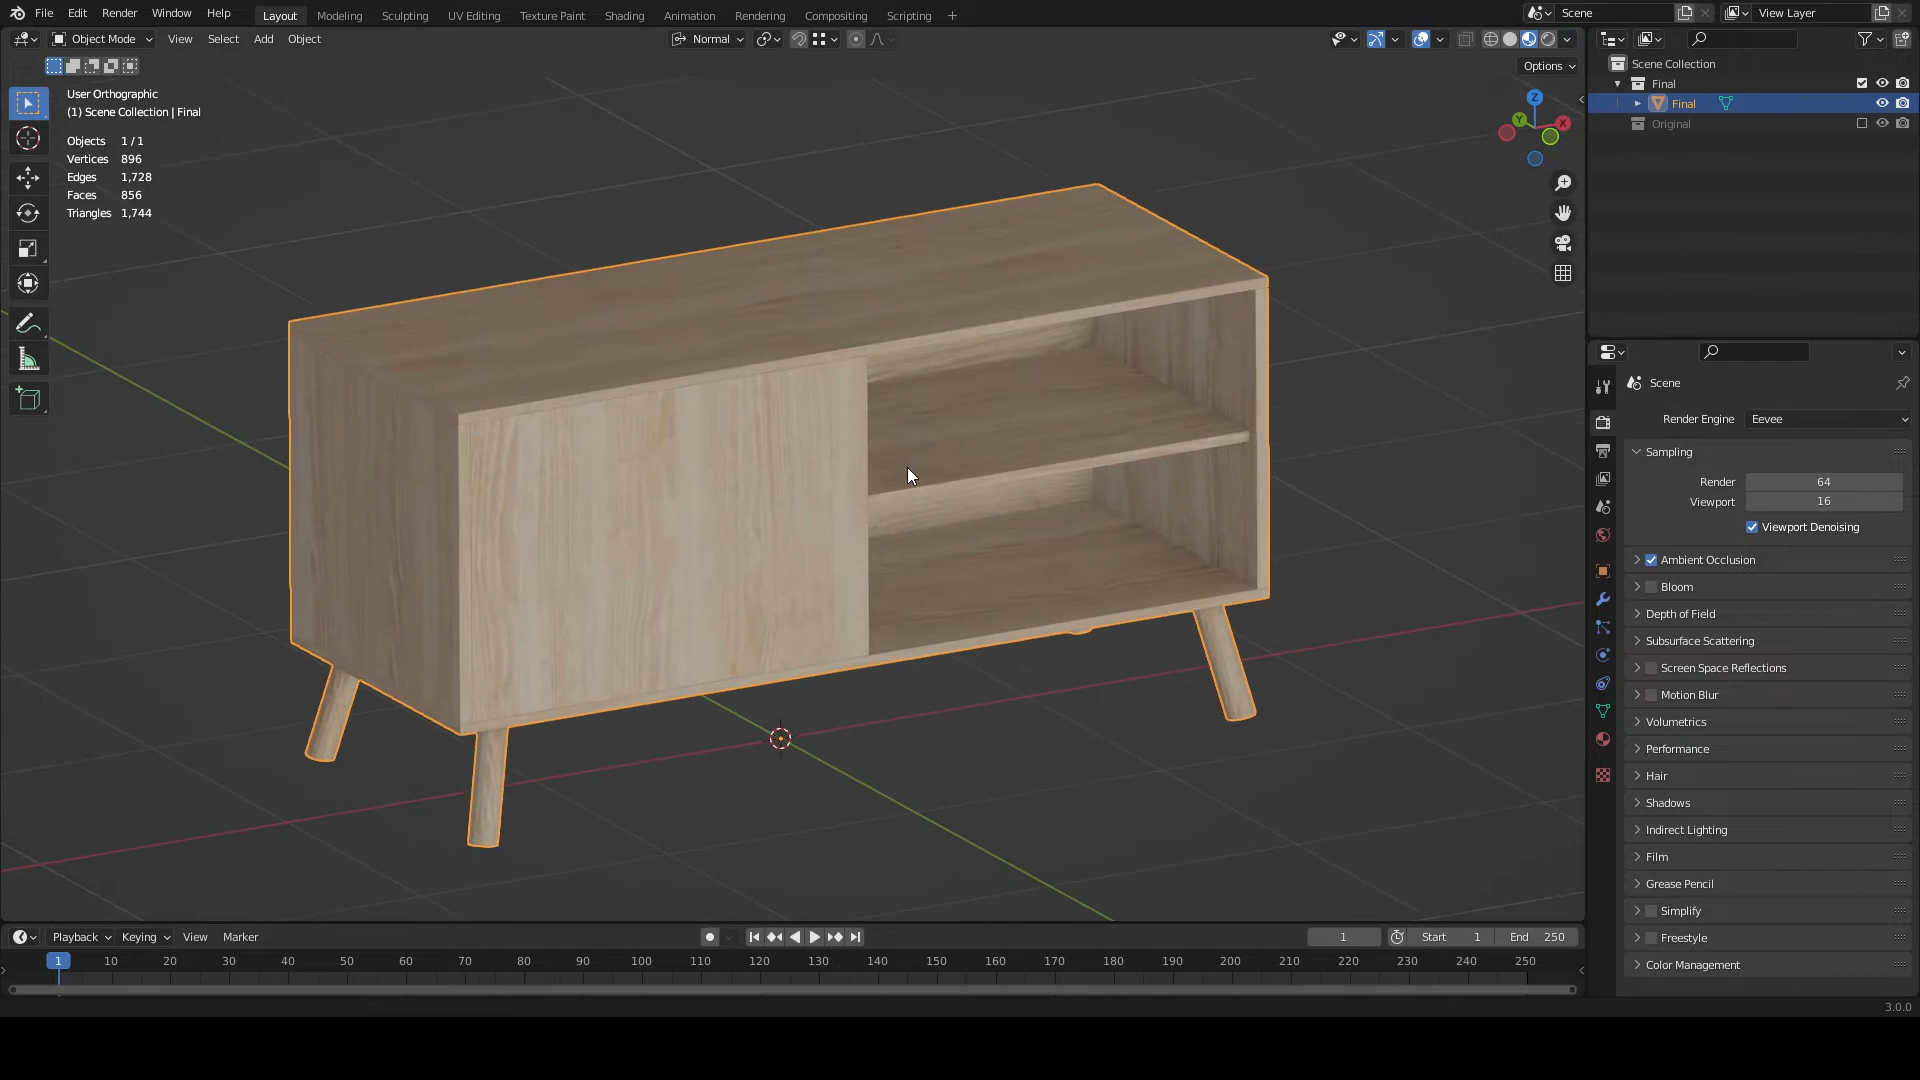 File Edit Render Window Help Layout Modeling Sculpting UV Editing Texture Paint Shading Animation Rendering Compositing Scripting + Scene View Layer
Object Mode View Select Add Object Normal
Options
User Orthographic
(1) Scene Collection | Final
Objects 1 / 1
Vertices 896
Edges 1,728
Faces 856
Triangles 1,744
Z
Y
X
Scene Collection
Final
Final
Original
Scene
Render Engine Eevee
Sampling
Render 64
Viewport 16
Viewport Denoising
Ambient Occlusion
Bloom
Depth of Field
Subsurface Scattering
Screen Space Reflections
Motion Blur
Volumetrics
Performance
Hair
Shadows
Indirect Lighting
Film
Grease Pencil
Simplify
Freestyle
Color Management
Playback Keying View Marker 1 Start 1 End 250
1 10 20 30 40 50 60 70 80 90 100 110 120 130 140 150 160 170 180 190 200 210 220 230 240 250
3.0.0